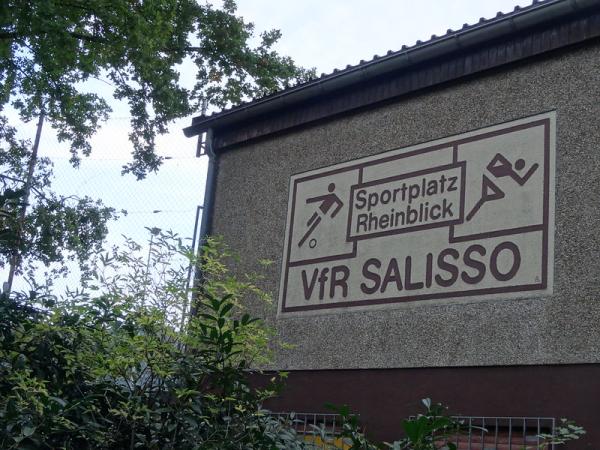 Sportplatz
Rheinblick
VfR SALISSO